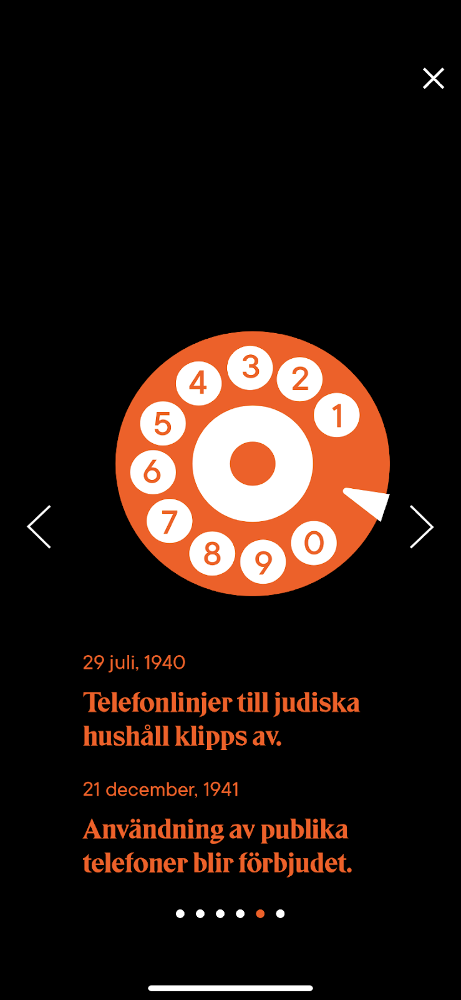 3
2
4
1
5
6
7
8
9
0
29 juli, 1940
Telefonlinjer till judiska
hushåll klipps av.
21 december, 1941
Användning av publika
telefoner blir förbjudet.